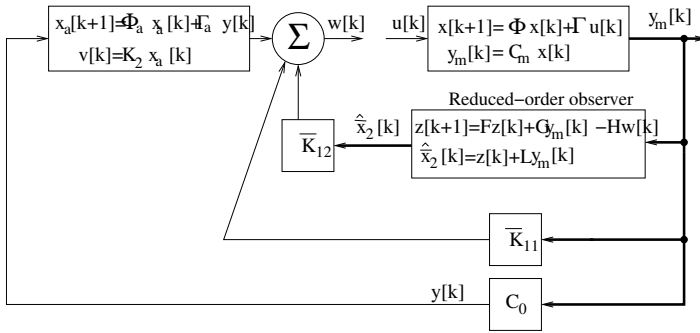 x_a[k+1]=Φ_a x_a[k]+Γ_a y[k]
v[k]=K_2 x_a[k]
Σ
w[k]
u[k]
x[k+1]= Φ x[k]+Γ u[k]
y_m[k]= C_m x[k]
y_m[k]
Reduced−order observer
z[k+1]=Fz[k]+Gy_m[k] −Hw[k]
x̂̄_2[k]=z[k]+Ly_m[k]
x̂̄_2[k]
K̅_12
K̅_11
y[k]
C_0